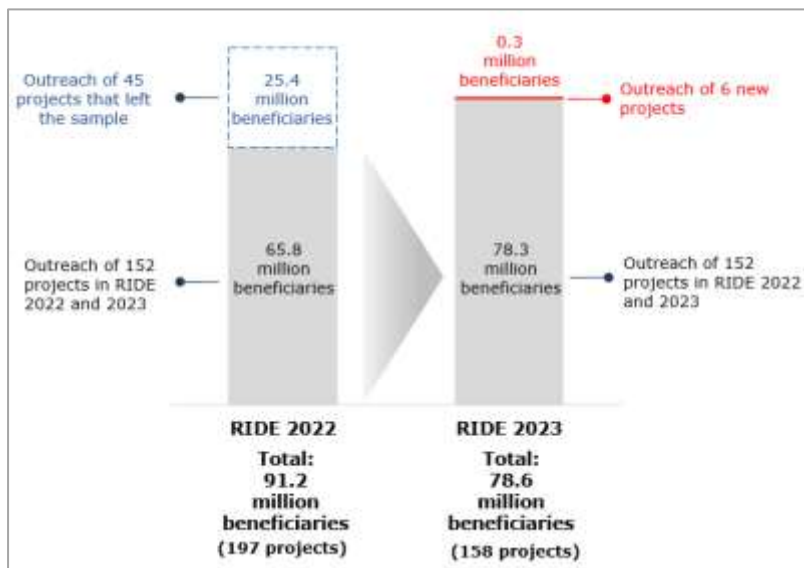 Outreach of 45
projects that left
the sample
25.4
million
beneficiaries
0.3
million
beneficiaries
Outreach of 6 new
projects
Outreach of 152
projects in RIDE
2022 and 2023
65.8
million
beneficiaries
78.3
million
beneficiaries
Outreach of 152
projects in RIDE 2022
and 2023
RIDE 2022
Total:
91.2
million
beneficiaries
(197 projects)
RIDE 2023
Total:
78.6
million
beneficiaries
(158 projects)